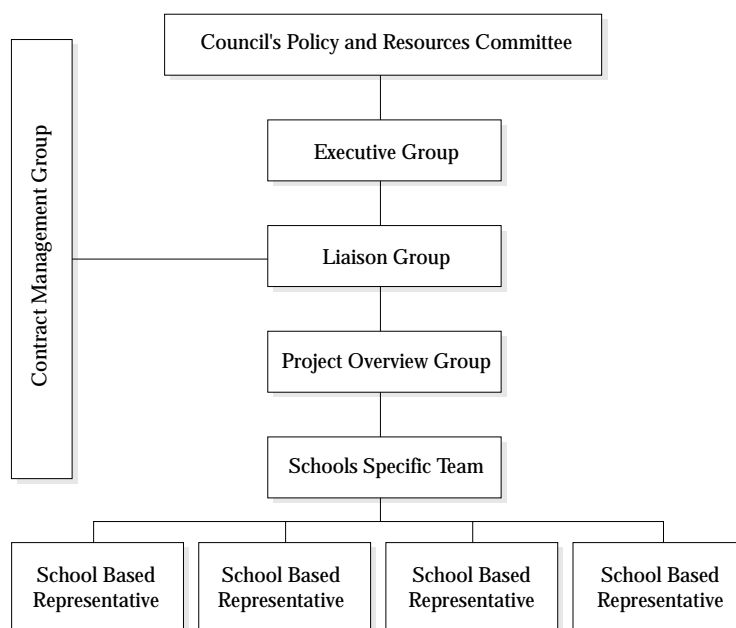 Council's Policy and Resources Committee
Contract Management Group
Executive Group
Liaison Group
Project Overview Group
Schools Specific Team
School Based
Representative
School Based
Representative
School Based
Representative
School Based
Representative